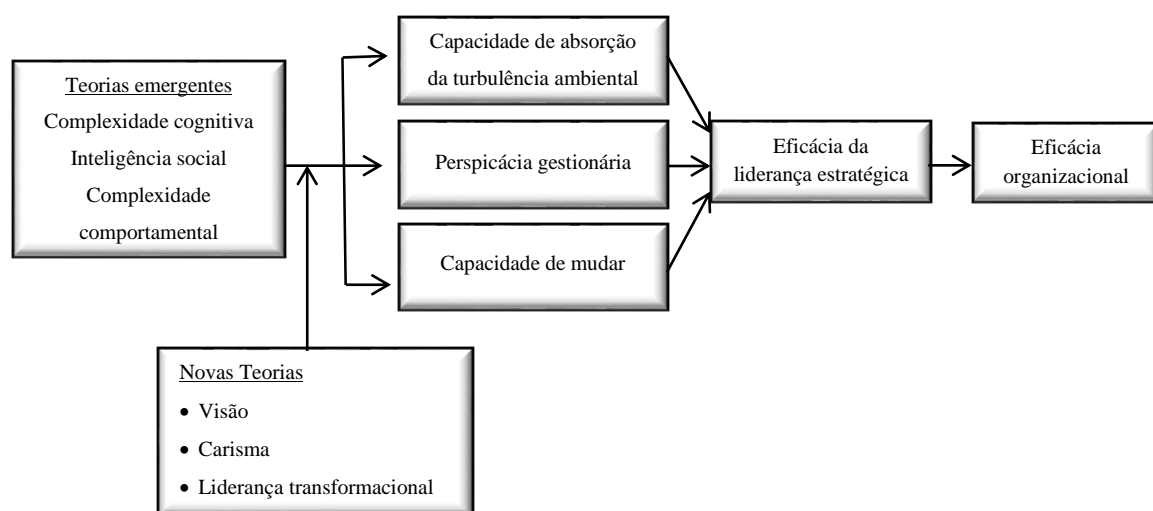 Teorias emergentes
Complexidade cognitiva
Inteligência social
Complexidade
comportamental
Capacidade de absorção
da turbulência ambiental
Perspicácia gestionária
Capacidade de mudar
Eficácia da
liderança estratégica
Eficácia
organizacional
Novas Teorias
• Visão
• Carisma
• Liderança transformacional